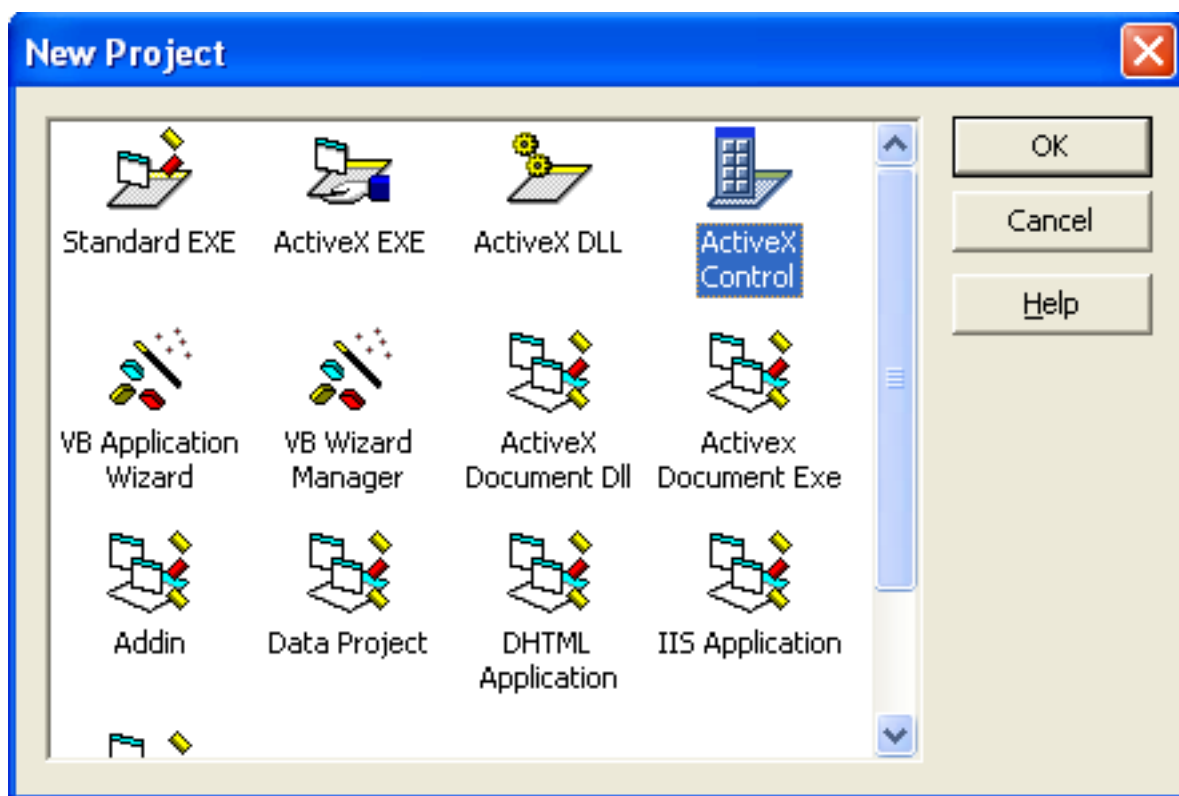 New Project
Standard EXE
ActiveX EXE
ActiveX DLL
ActiveX
Control
VB Application
Wizard
VB Wizard
Manager
ActiveX
Document Dll
Activex
Document Exe
Addin
Data Project
DHTML
Application
IIS Application
OK
Cancel
Help